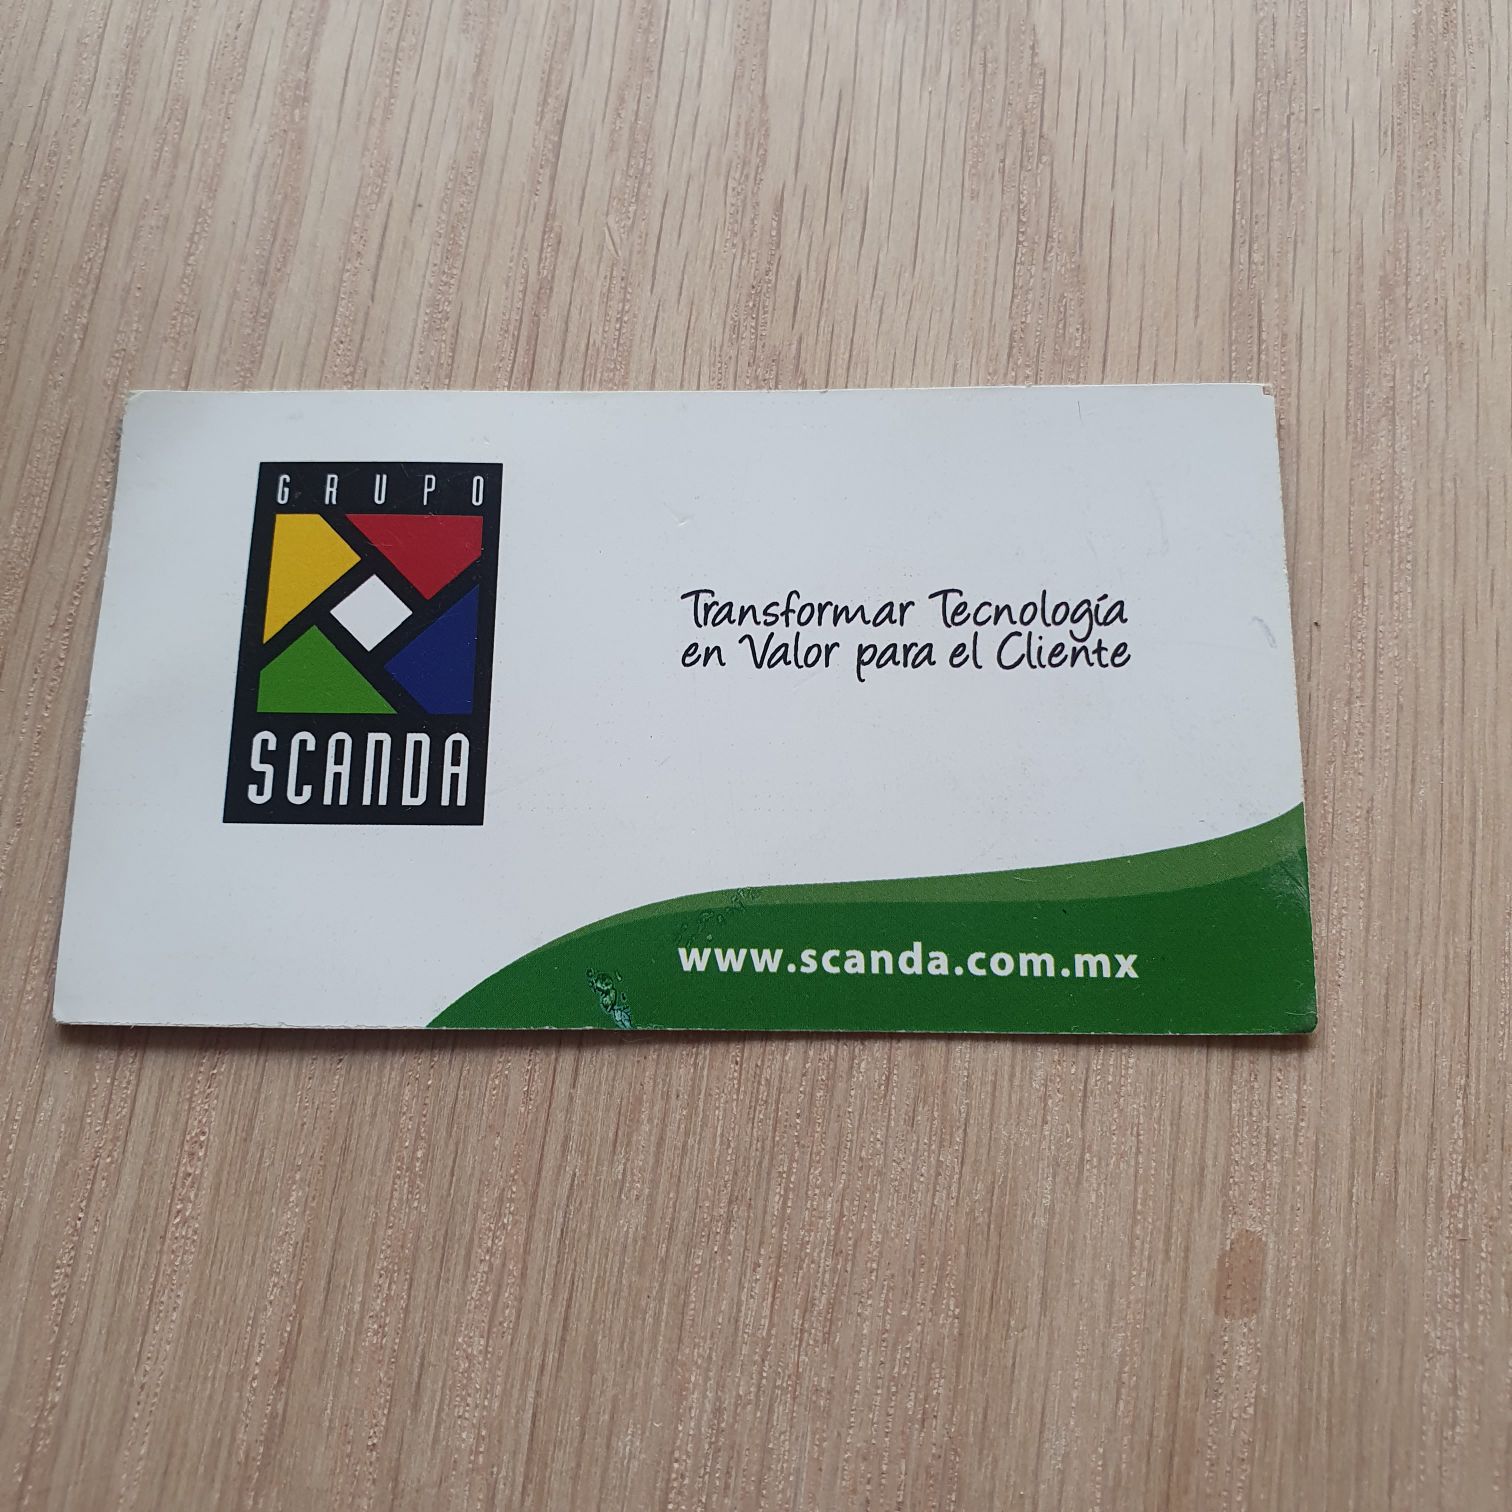 GRUPO
SCANDA
Transformar Tecnología
en Valor para el Cliente
www.scanda.com.mx